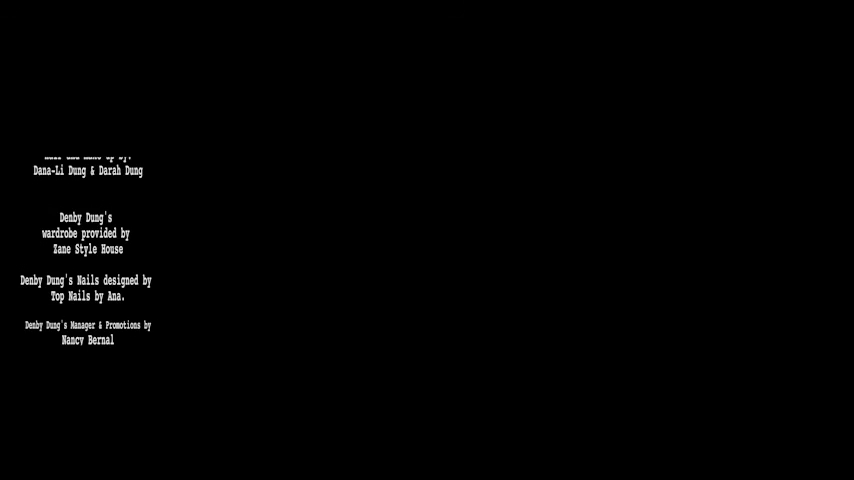 Dana-Li Dung & Darah Dung
Denby Dung's
wardrobe provided by
Zane Style House
Denby Dung's Nails designed by
Top Nails by Ana.
Denby Dung's Manager & Promotions by
Nancy Bernal